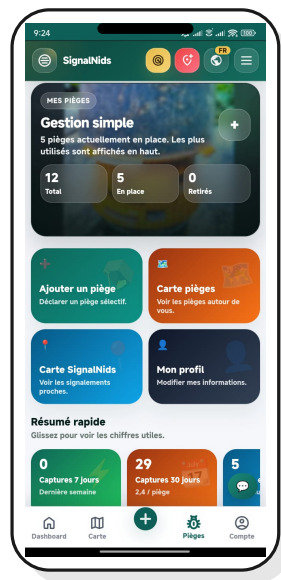 9:24
100
SignalNids
FR
MES PIÈGES
Gestion simple
+
5 pièges actuellement en place. Les plus
utilisés sont affichés en haut.
12
5
0
Total
En place
Retirés
Ajouter un piège
Déclarer un piège sélectif.
Carte pièges
Voir les pièges autour de
vous.
Carte SignalNids
Voir les signalements
proches.
Mon profil
Modifier mes informations.
Résumé rapide
Glissez pour voir les chiffres utiles.
0
Captures 7 jours
Dernière semaine
29
Captures 30 jours
2,4 / piège
5
Dashboard
Carte
Pièges
Compte